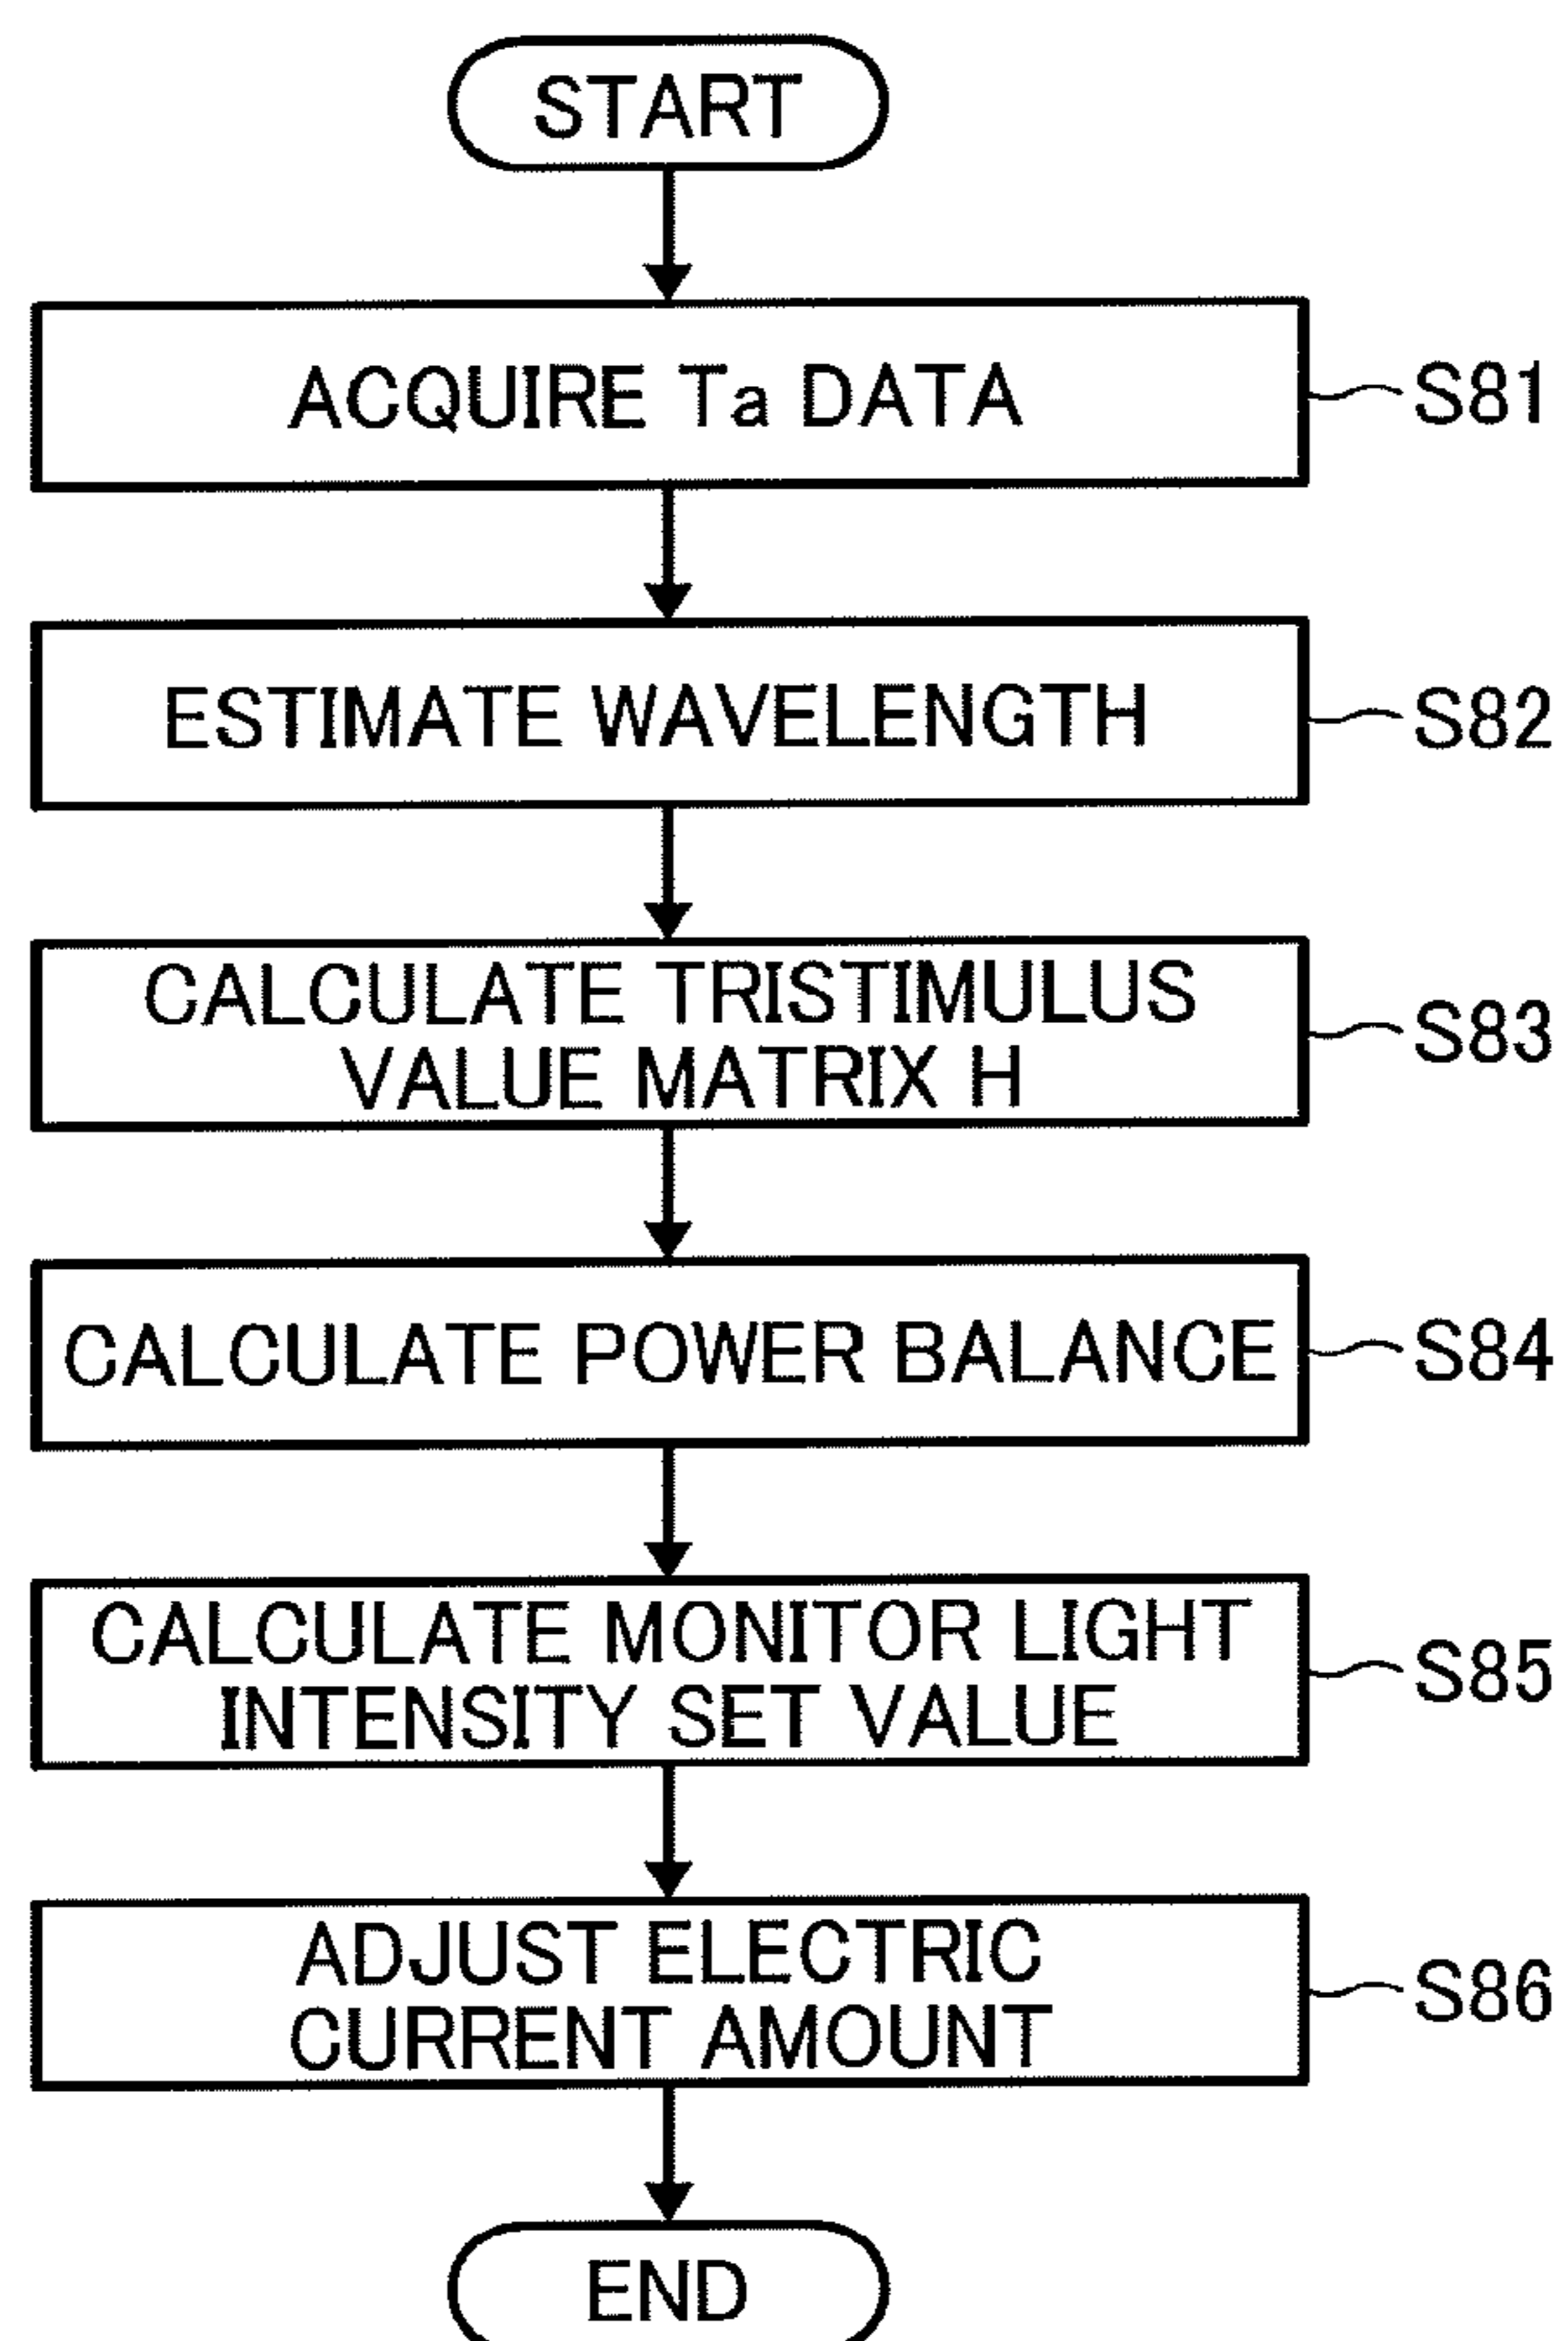 START
ACQUIRE Ta DATA
S81
ESTIMATE WAVELENGTH
S82
CALCULATE TRISTIMULUS
VALUE MATRIX H
S83
CALCULATE POWER BALANCE
S84
CALCULATE MONITOR LIGHT
INTENSITY SET VALUE
S85
ADJUST ELECTRIC
CURRENT AMOUNT
S86
END